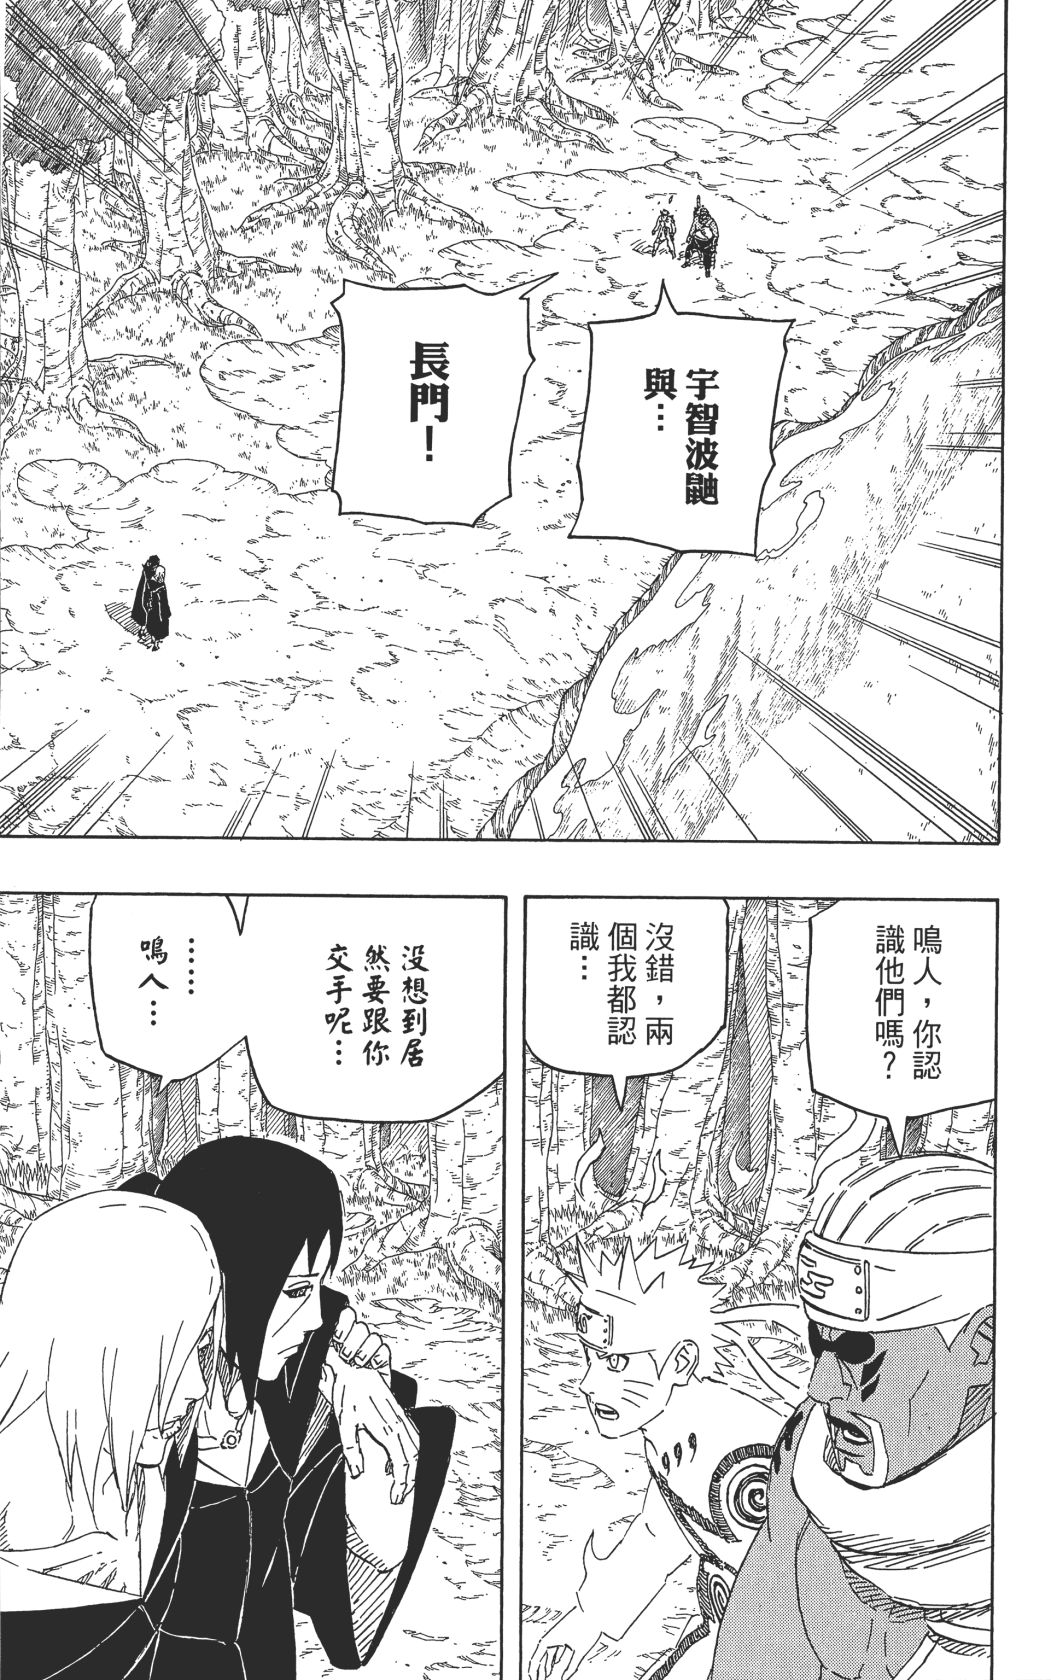 宇智波鼬
與…
長門！
鳴人，你認
識他們嗎？
沒錯，兩
個我都認
識…
沒想到居
然要跟你
交手呢…
……
鳴人…